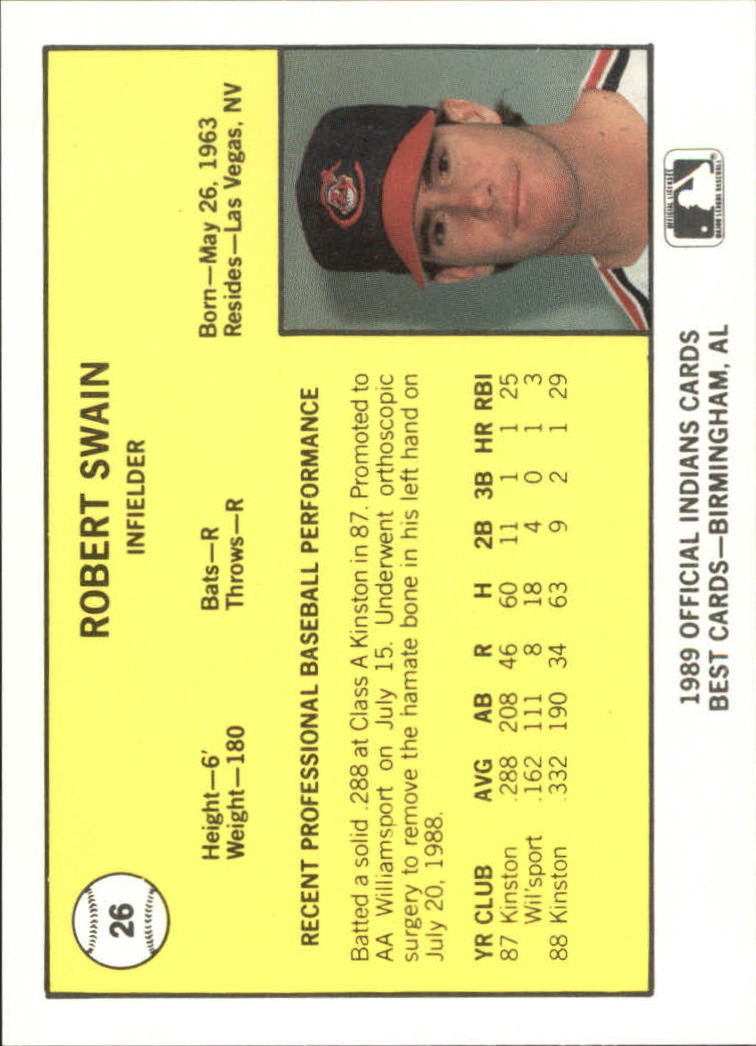 26
ROBERT SWAIN
INFIELDER
Height—6' Bats—R Born—May 26, 1963
Weight—180 Throws—R Resides—Las Vegas, NV
RECENT PROFESSIONAL BASEBALL PERFORMANCE
Batted a solid .288 at Class A Kinston in 87. Promoted to
AA Williamsport on July 15. Underwent orthoscopic
surgery to remove the hamate bone in his left hand on
July 20, 1988.
YR CLUB AVG AB R H 2B 3B HR RBI
87 Kinston .288 208 46 60 11 1 1 25
Wil'sport .162 111 8 18 4 0 1 3
88 Kinston .332 190 34 63 9 2 1 29
1989 OFFICIAL INDIANS CARDS
BEST CARDS—BIRMINGHAM, AL
OFFICIAL LICENSEE
MAJOR LEAGUE BASEBALL